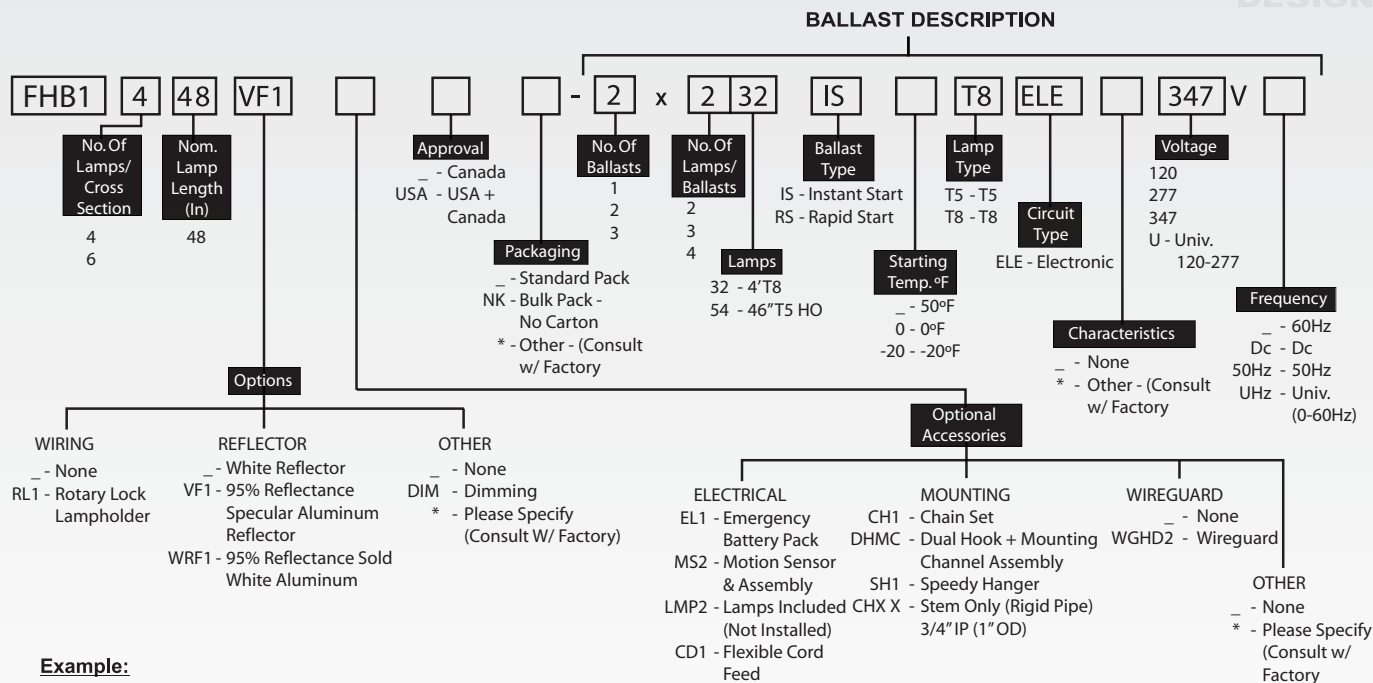 DESIGN
BALLAST DESCRIPTION
FHB1 4 48 VF1 - 2 x 2 32 IS T8 ELE 347 V
No. Of
Lamps/
Cross
Section
4
6
Nom.
Lamp
Length
(In)
48
Approval
_ - Canada
USA - USA +
Canada
Packaging
_ - Standard Pack
NK - Bulk Pack -
No Carton
* - Other - (Consult
w/ Factory
No. Of
Ballasts
1
2
3
No. Of
Lamps/
Ballasts
2
3
4
Lamps
32 - 4'T8
54 - 46"T5 HO
Ballast
Type
IS - Instant Start
RS - Rapid Start
Starting
Temp. ºF
_ - 50ºF
0 - 0ºF
-20 - -20ºF
Lamp
Type
T5 - T5
T8 - T8
Circuit
Type
ELE - Electronic
Characteristics
_ - None
* - Other - (Consult
w/ Factory
Voltage
120
277
347
U - Univ.
120-277
Frequency
_ - 60Hz
Dc - Dc
50Hz - 50Hz
UHz - Univ.
(0-60Hz)
Options
WIRING
_ - None
RL1 - Rotary Lock
Lampholder
REFLECTOR
_ - White Reflector
VF1 - 95% Reflectance
Specular Aluminum
Reflector
WRF1 - 95% Reflectance Sold
White Aluminum
OTHER
_ - None
DIM - Dimming
* - Please Specify
(Consult W/ Factory)
Optional
Accessories
ELECTRICAL
EL1 - Emergency
Battery Pack
MS2 - Motion Sensor
& Assembly
LMP2 - Lamps Included
(Not Installed)
CD1 - Flexible Cord
Feed
MOUNTING
CH1 - Chain Set
DHMC - Dual Hook + Mounting
Channel Assembly
SH1 - Speedy Hanger
CHX X - Stem Only (Rigid Pipe)
3/4" IP (1" OD)
WIREGUARD
_ - None
WGHD2 - Wireguard
OTHER
_ - None
* - Please Specify
(Consult w/
Factory
Example: